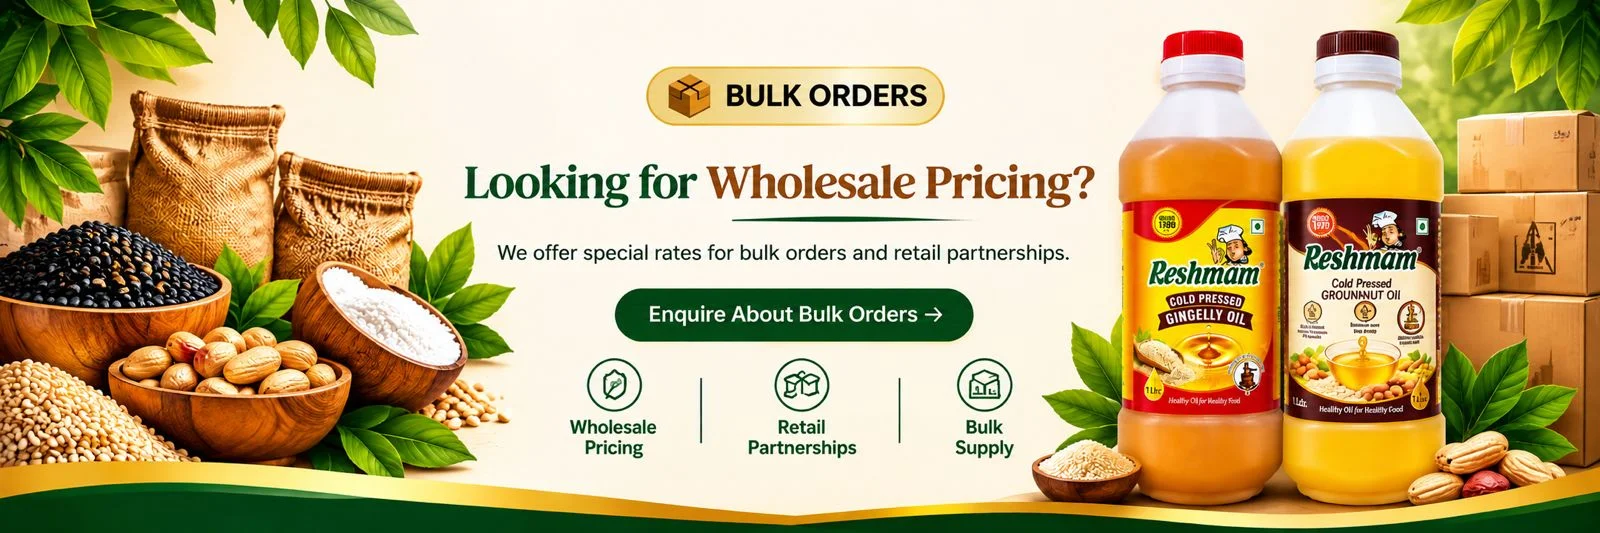 BULK ORDERS
Looking for Wholesale Pricing?
We offer special rates for bulk orders and retail partnerships.
Enquire About Bulk Orders →
Wholesale
Pricing
Retail
Partnerships
Bulk
Supply
Reshmam
COLD PRESSED
GINGELLY OIL
Healthy Oil for Healthy Food
Reshmam
Cold Pressed
1 Ltr.
Healthy Oil for Healthy Food